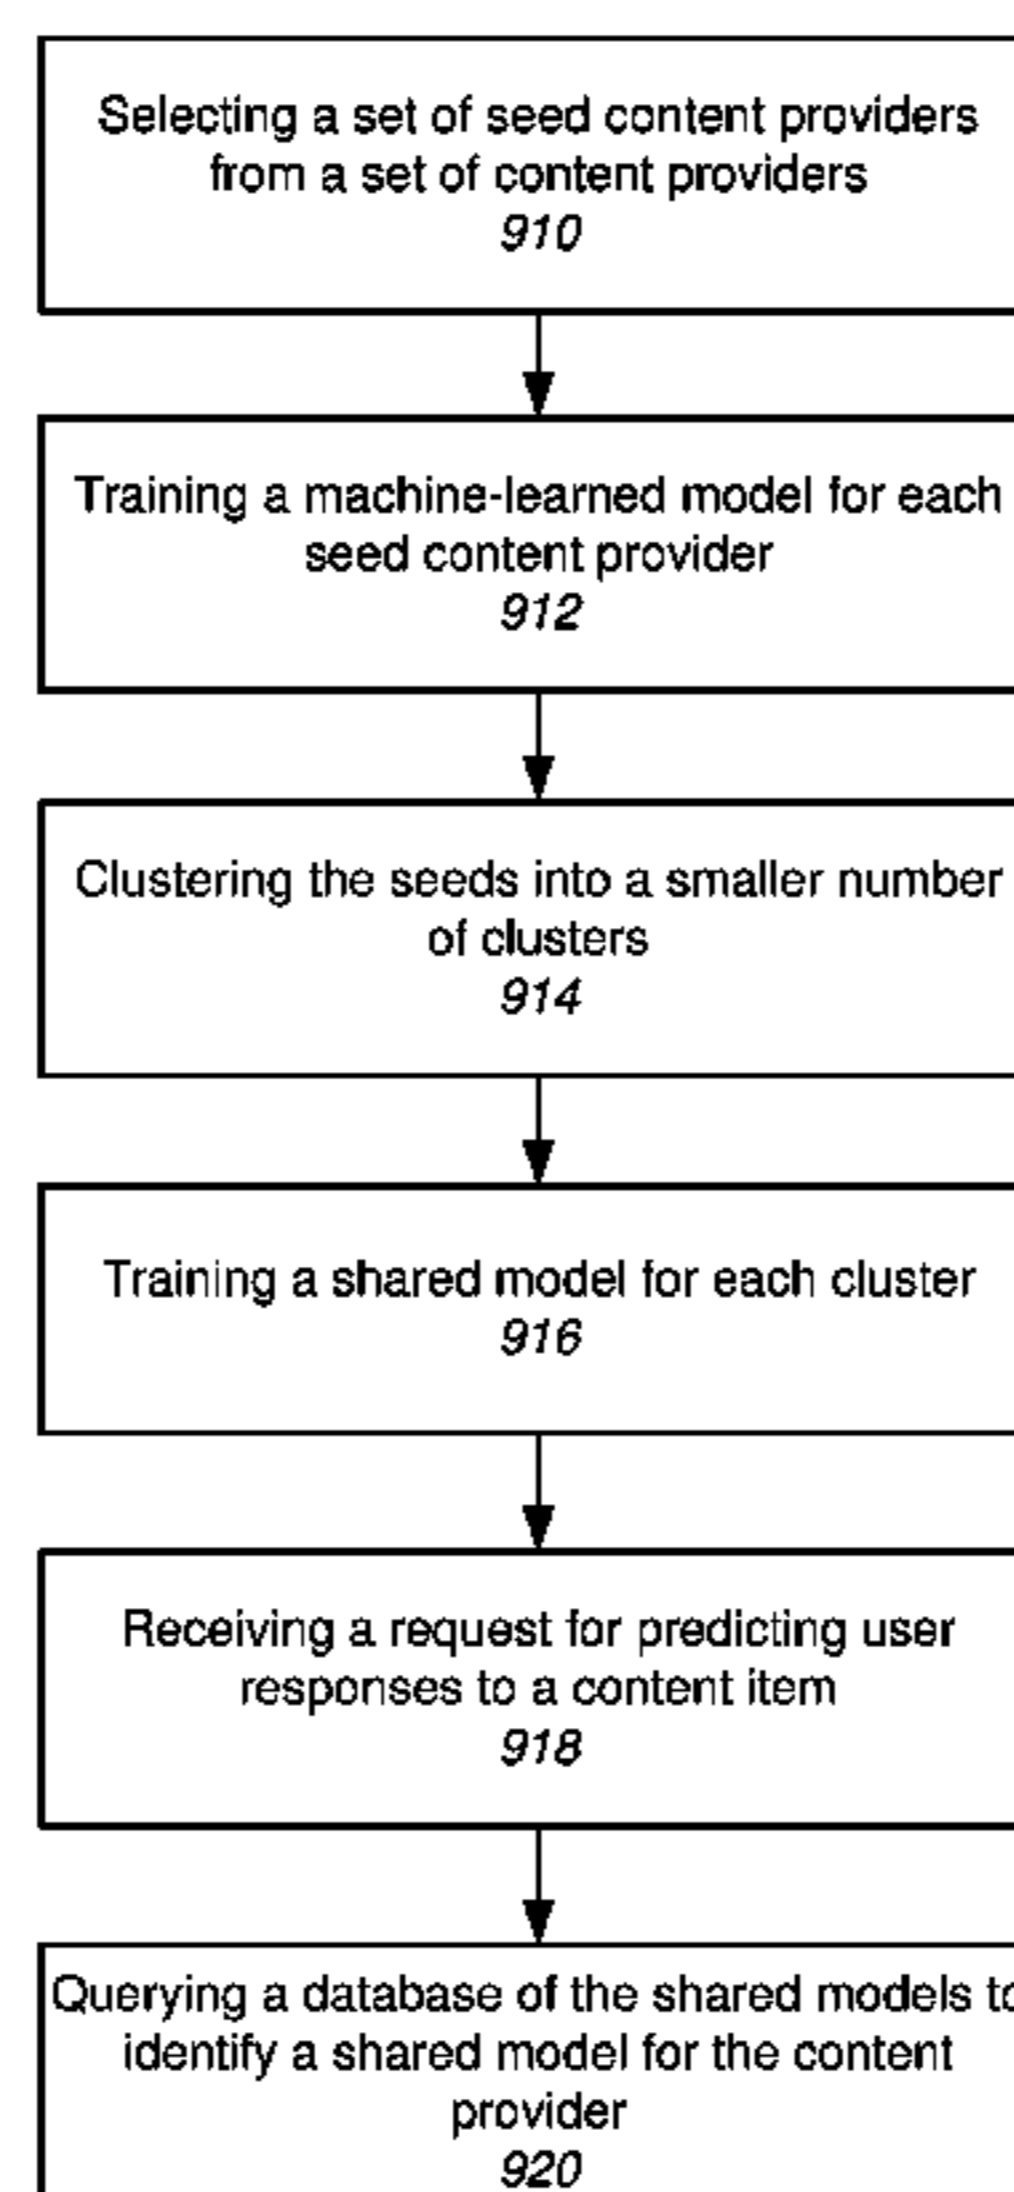 Selecting a set of seed content providers
from a set of content providers
910
Training a machine-learned model for each
seed content provider
912
Clustering the seeds into a smaller number
of clusters
914
Training a shared model for each cluster
916
Receiving a request for predicting user
responses to a content item
918
Querying a database of the shared models to
identify a shared model for the content
provider
920